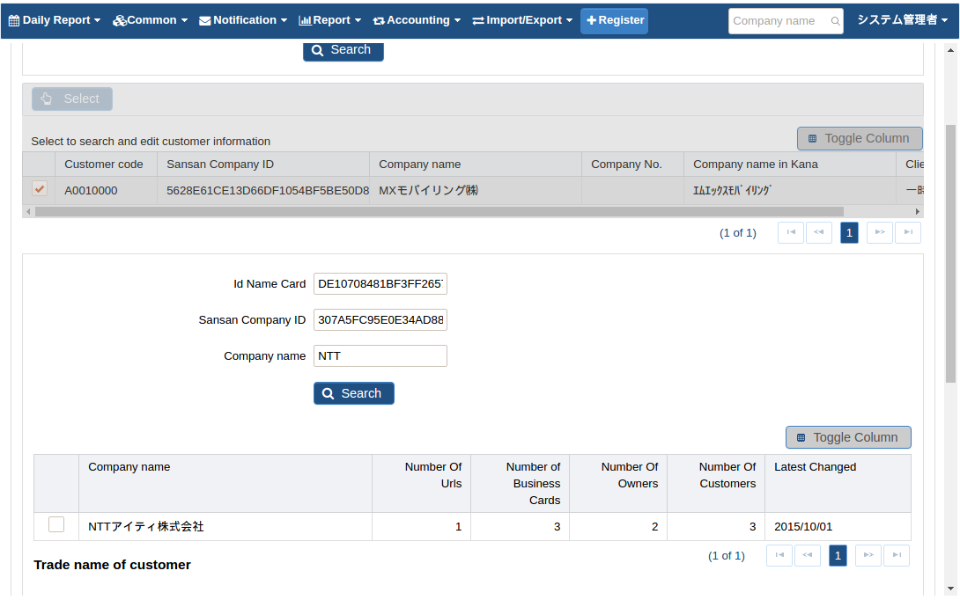 Daily Report Common Notification Report Accounting Import/Export Register Company name システム管理者
Search
Select
Select to search and edit customer information
Toggle Column
Customer code Sansan Company ID Company name Company No. Company name in Kana Clie
A0010000 5628E61CE13D66DF1054BF5BE50D8 MXモバイリング㈱ ｴﾑｴｯｸｽﾓﾊﾞｲﾘﾝｸﾞ 一時
(1 of 1) 1
Id Name Card DE10708481BF3FF265
Sansan Company ID 307A5FC95E0E34AD88
Company name NTT
Search
Toggle Column
Company name Number Of Urls Number of Business Cards Number Of Owners Number Of Customers Latest Changed
NTTアイティ株式会社 1 3 2 3 2015/10/01
(1 of 1) 1
Trade name of customer